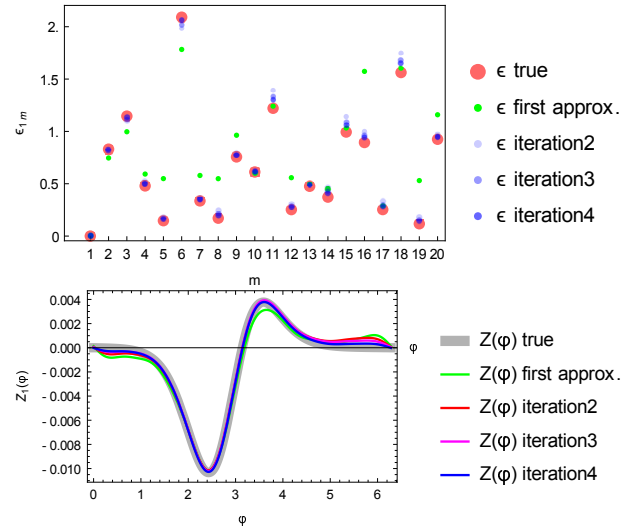 2.
1.5
1.0
0.5
0
ϵ₁ m
1 2 3 4 5 6 7 8 9 10 11 12 13 14 15 16 17 18 19 20
m
ϵ true
ϵ first approx.
ϵ iteration2
ϵ iteration3
ϵ iteration4
0.004
0.002
0.000
- 0.002
- 0.004
- 0.006
- 0.008
- 0.010
Z₁(φ)
φ
0 1 2 3 4 5 6
φ
Z(φ) true
Z(φ) first approx.
Z(φ) iteration2
Z(φ) iteration3
Z(φ) iteration4